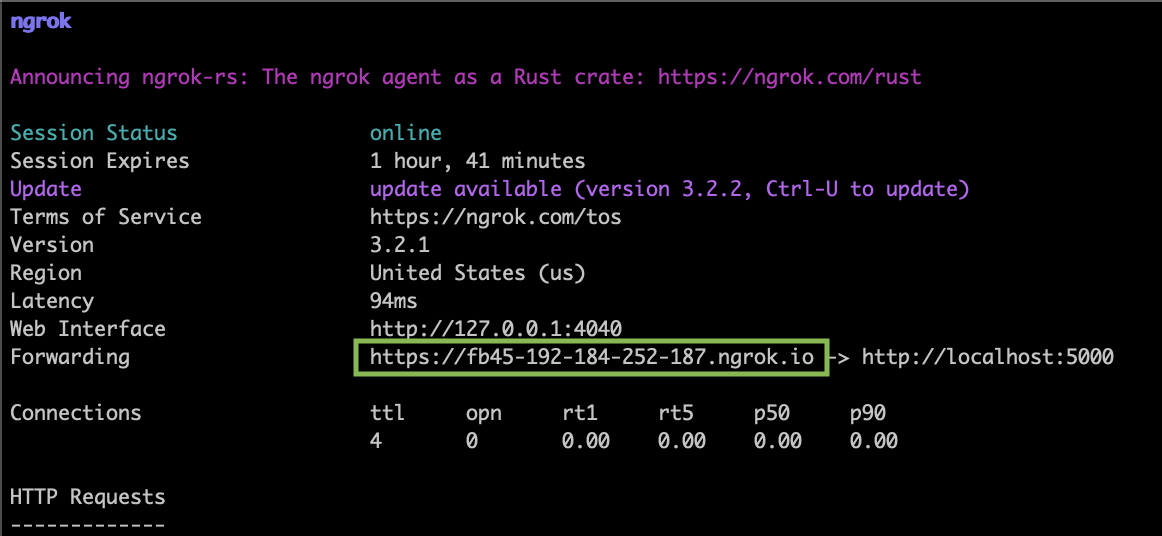 ngrok
Announcing ngrok-rs: The ngrok agent as a Rust crate: https://ngrok.com/rust
Session Status online
Session Expires 1 hour, 41 minutes
Update update available (version 3.2.2, Ctrl-U to update)
Terms of Service https://ngrok.com/tos
Version 3.2.1
Region United States (us)
Latency 94ms
Web Interface http://127.0.0.1:4040
Forwarding https://fb45-192-184-252-187.ngrok.io -> http://localhost:5000
Connections ttl opn rt1 rt5 p50 p90
4 0 0.00 0.00 0.00 0.00
HTTP Requests
-------------